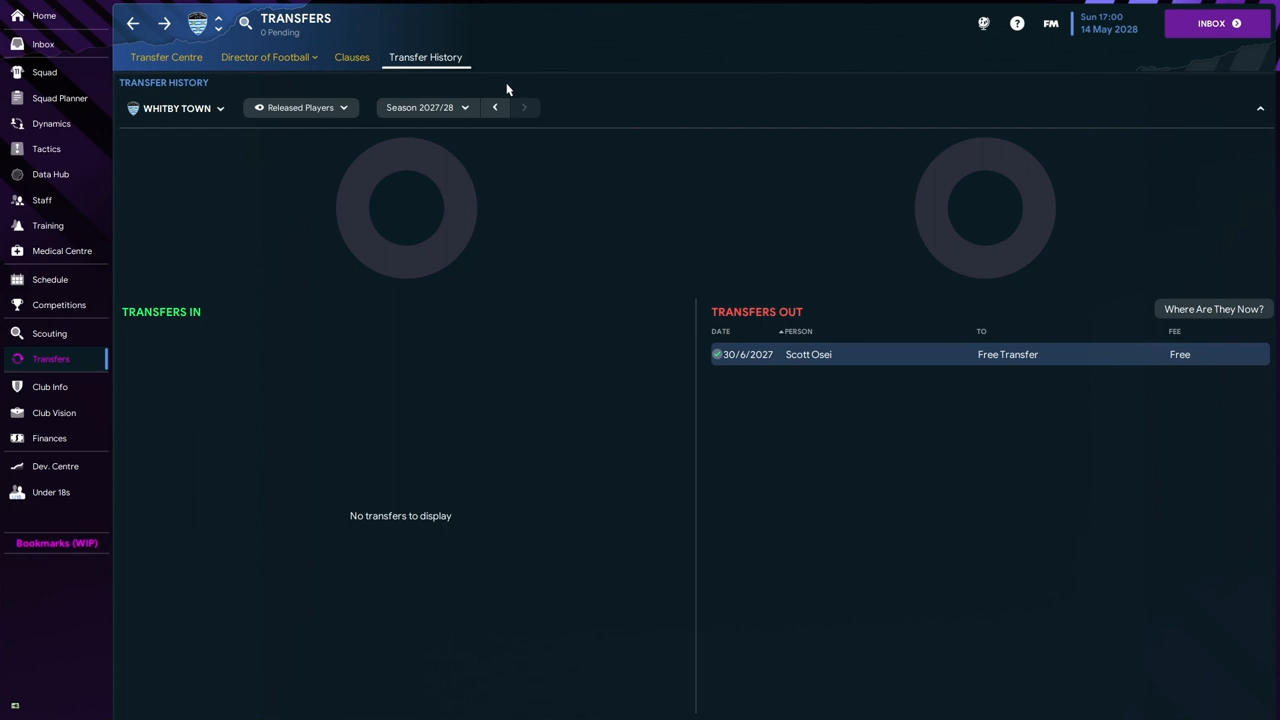 Home
TRANSFERS
0 Pending
FM
Sun 17:00
14 May 2028
INBOX
Inbox
Transfer Centre
Director of Football
Clauses
Transfer History
Squad
TRANSFER HISTORY
Squad Planner
WHITBY TOWN
Released Players
Season 2027/28
Dynamics
Tactics
Data Hub
Staff
Training
Medical Centre
Schedule
Competitions
TRANSFERS IN
TRANSFERS OUT
Where Are They Now?
Scouting
DATE
PERSON
TO
FEE
Transfers
30/6/2027
Scott Osei
Free Transfer
Free
Club Info
Club Vision
Finances
Dev. Centre
Under 18s
No transfers to display
Bookmarks (WIP)